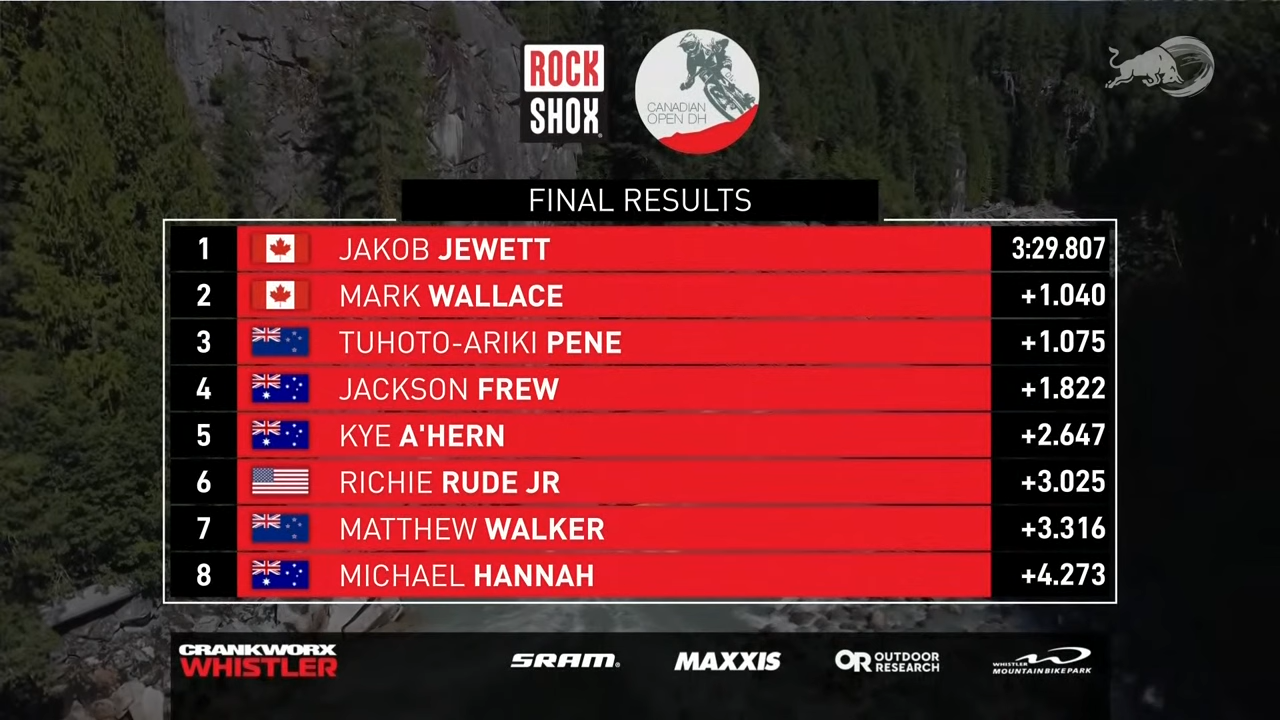 ROCK
SHOX
CANADIAN
OPEN DH
FINAL RESULTS
1 JAKOB JEWETT 3:29.807
2 MARK WALLACE +1.040
3 TUHOTO-ARIKI PENE +1.075
4 JACKSON FREW +1.822
5 KYE A'HERN +2.647
6 RICHIE RUDE JR +3.025
7 MATTHEW WALKER +3.316
8 MICHAEL HANNAH +4.273
CRANKWORX
WHISTLER
SRAM
MAXXIS
OR OUTDOOR
RESEARCH
WHISTLER
MOUNTAIN BIKE PARK